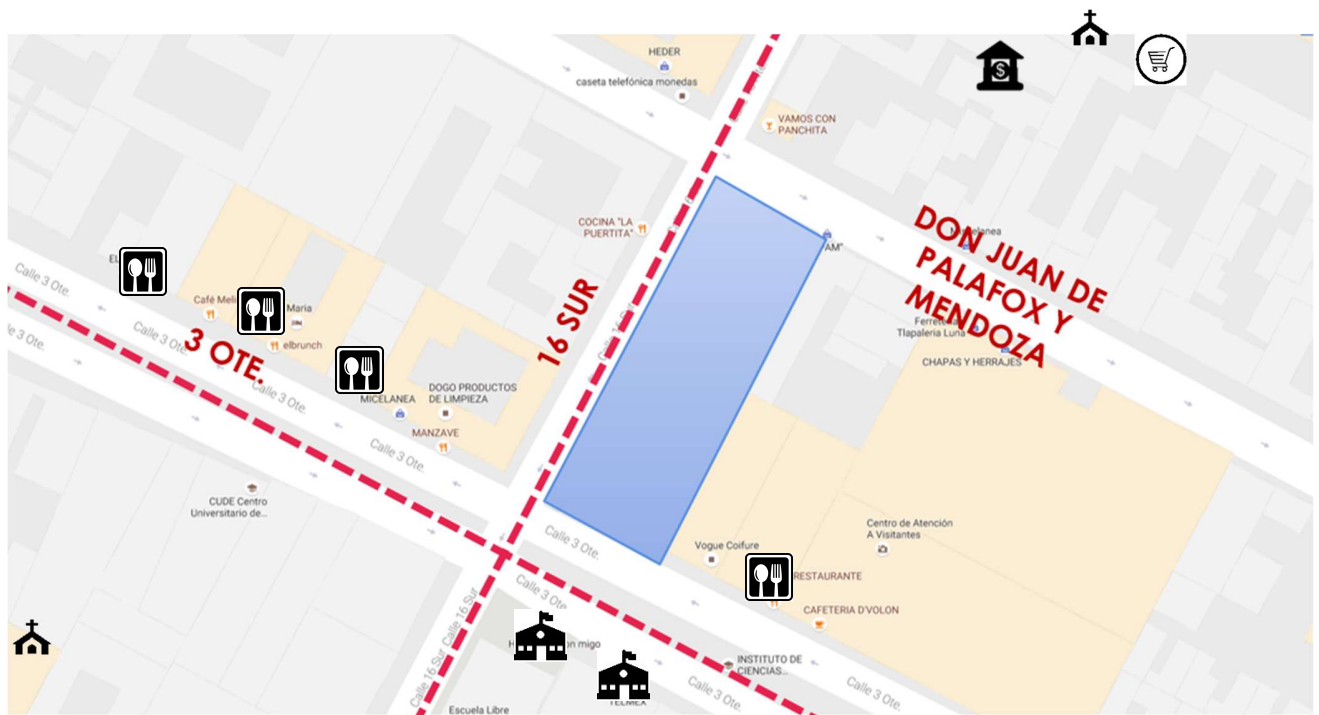 HEDER
caseta telefónica monedas
VAMOS CON
PANCHITA
COCINA "LA
PUERTITA"
AM"
DON JUAN DE
PALAFOX Y
MENDOZA
Tlapaleria Luna
CHAPAS Y HERRAJES
16 SUR
Calle 3 Ote.
Calle 3 Ote.
Maria
elbrunch
3 OTE.
Calle 3 Ote.
MICELANEA
DOGO PRODUCTOS
DE LIMPIEZA
MANZAVE
Calle 3 Ote.
CUDE Centro
Universitario de...
Calle 3 Ote.
Vogue Coifure
Centro de Atención
A Visitantes
RESTAURANTE
CAFETERIA D'VOLON
Calle 3 Ote.
Calle 16 Sur
Calle 16 Sur
on migo
INSTITUTO DE
CIENCIAS...
Calle 3 Ote.
Calle 3 Ote.
TELMEX
Escuela Libre